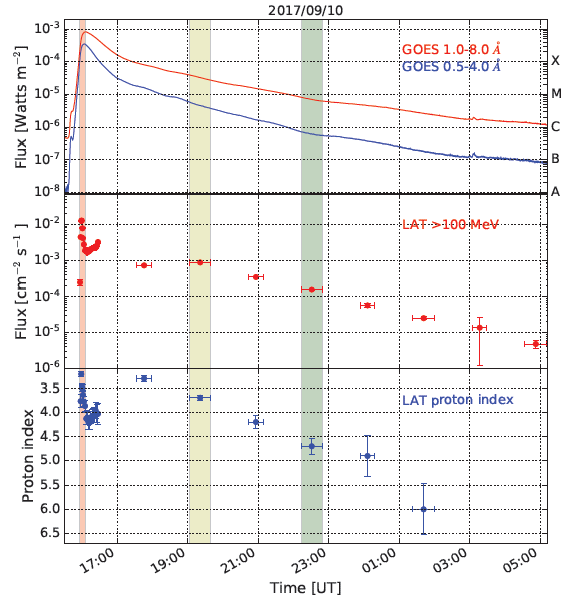 2017/09/10
GOES 1.0-8.0 Å
GOES 0.5-4.0 Å
Flux [Watts m⁻²]
10⁻³
10⁻⁴
10⁻⁵
10⁻⁶
10⁻⁷
10⁻⁸
X
M
C
B
A
LAT >100 MeV
Flux [cm⁻² s⁻¹ ]
10⁻²
10⁻³
10⁻⁴
10⁻⁵
10⁻⁶
LAT proton index
Proton index
3.5
4.0
4.5
5.0
5.5
6.0
6.5
17:00 19:00 21:00 23:00 01:00 03:00 05:00
Time [UT]